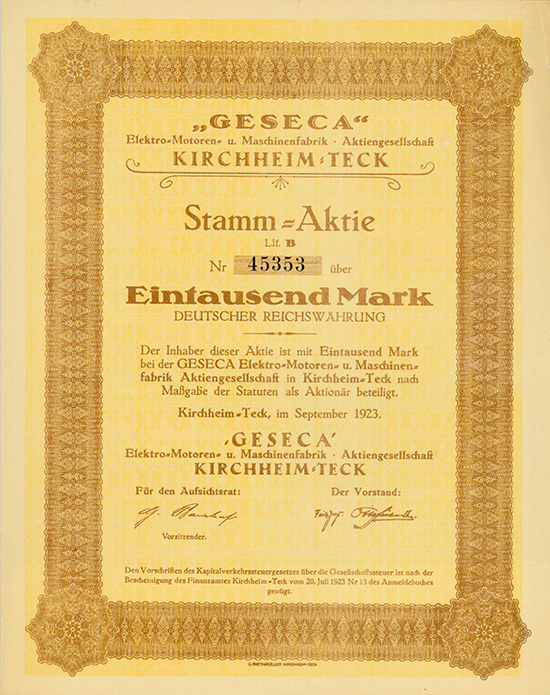 „GESECA“
Elektro-Motoren- u. Maschinenfabrik · Aktiengesellschaft
KIRCHHEIM-TECK
Stamm-Aktie
Lit. B
Nr 45353 über
Eintausend Mark
DEUTSCHER REICHSWÄHRUNG
Der Inhaber dieser Aktie ist mit Eintausend Mark
bei der GESECA Elektro-Motoren- u. Maschinen-
fabrik Aktiengesellschaft in Kirchheim-Teck nach
Maßgabe der Statuten als Aktionär beteiligt.
Kirchheim-Teck, im September 1923.
‚GESECA‘
Elektro-Motoren- u. Maschinenfabrik · Aktiengesellschaft
KIRCHHEIM-TECK
Für den Aufsichtsrat: Der Vorstand:
Vorsitzender.
Den Vorschriften des Kapitalverkehrssteuergesetzes über die Gesellschaftssteuer ist nach der
Bescheinigung des Finanzamtes Kirchheim-Teck vom 20. Juli 1923 Nr 13 des Anmeldebuches
genügt.
KIRCHHEIM-TECK